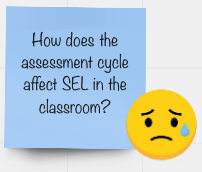 How does the
assessment cycle
affect SEL in the
classroom?